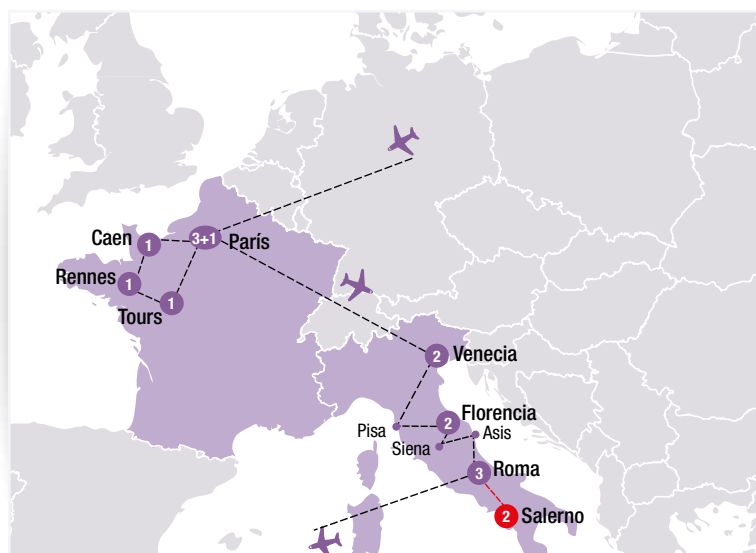 Caen
1
3+1
París
Rennes
1
Tours
1
2
Venecia
Florencia
2
Pisa
Asis
Siena
Roma
3
2
Salerno